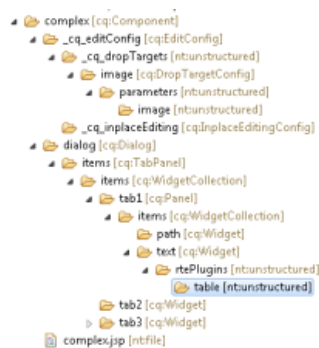 complex [cq:Component]
_cq_editConfig [cq:EditConfig]
_cq_dropTargets [nt:unstructured]
image [cq:DropTargetConfig]
parameters [nt:unstructured]
image [nt:unstructured]
_cq_inplaceEditing [cq:InplaceEditingConfig]
dialog [cq:Dialog]
items [cq:TabPanel]
items [cq:WidgetCollection]
tab1 [cq:Panel]
items [cq:WidgetCollection]
path [cq:Widget]
text [cq:Widget]
rtePlugins [nt:unstructured]
table [nt:unstructured]
tab2 [cq:Widget]
tab3 [cq:Widget]
complex.jsp [nt:file]